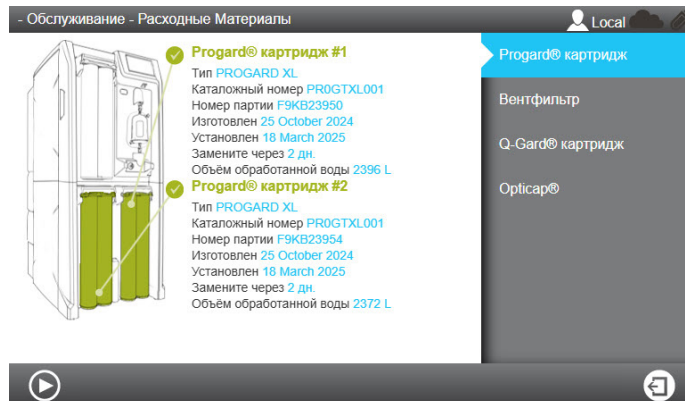 - Обслуживание - Расходные Материалы
Local
Progard® картридж #1
Тип PROGARD XL
Каталожный номер PR0GTXL001
Номер партии F9KB23950
Изготовлен 25 October 2024
Установлен 18 March 2025
Замените через 2 дн.
Объём обработанной воды 2396 L
Progard® картридж #2
Тип PROGARD XL
Каталожный номер PR0GTXL001
Номер партии F9KB23954
Изготовлен 25 October 2024
Установлен 18 March 2025
Замените через 2 дн.
Объём обработанной воды 2372 L
Progard® картридж
Вентфильтр
Q-Gard® картридж
Opticap®